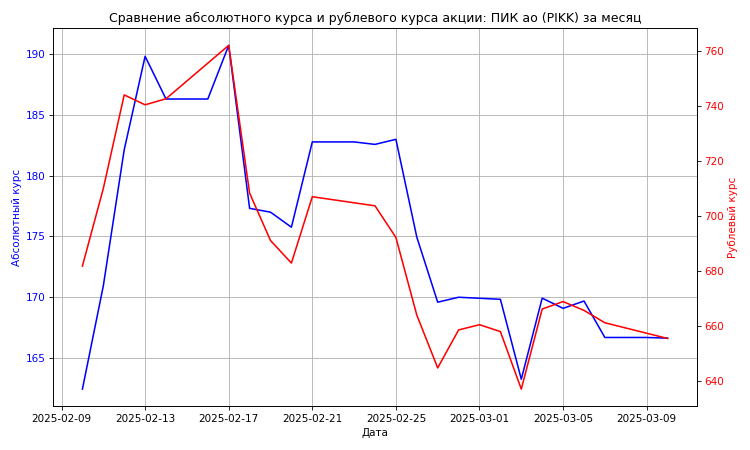 Сравнение абсолютного курса и рублевого курса акции: ПИК ао (PIKK) за месяц
190
185
180
175
170
165
Абсолютный курс
760
740
720
700
680
660
640
Рублевый курс
2025-02-09 2025-02-13 2025-02-17 2025-02-21 2025-02-25 2025-03-01 2025-03-05 2025-03-09
Дата